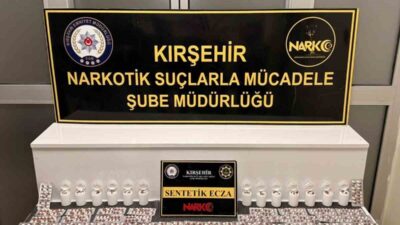 NARKO
KIRŞEHİR
NARKOTİK SUÇLARLA MÜCADELE
ŞUBE MÜDÜRLÜĞÜ
KIRŞEHİR
SENTETİK ECZA
NARKO